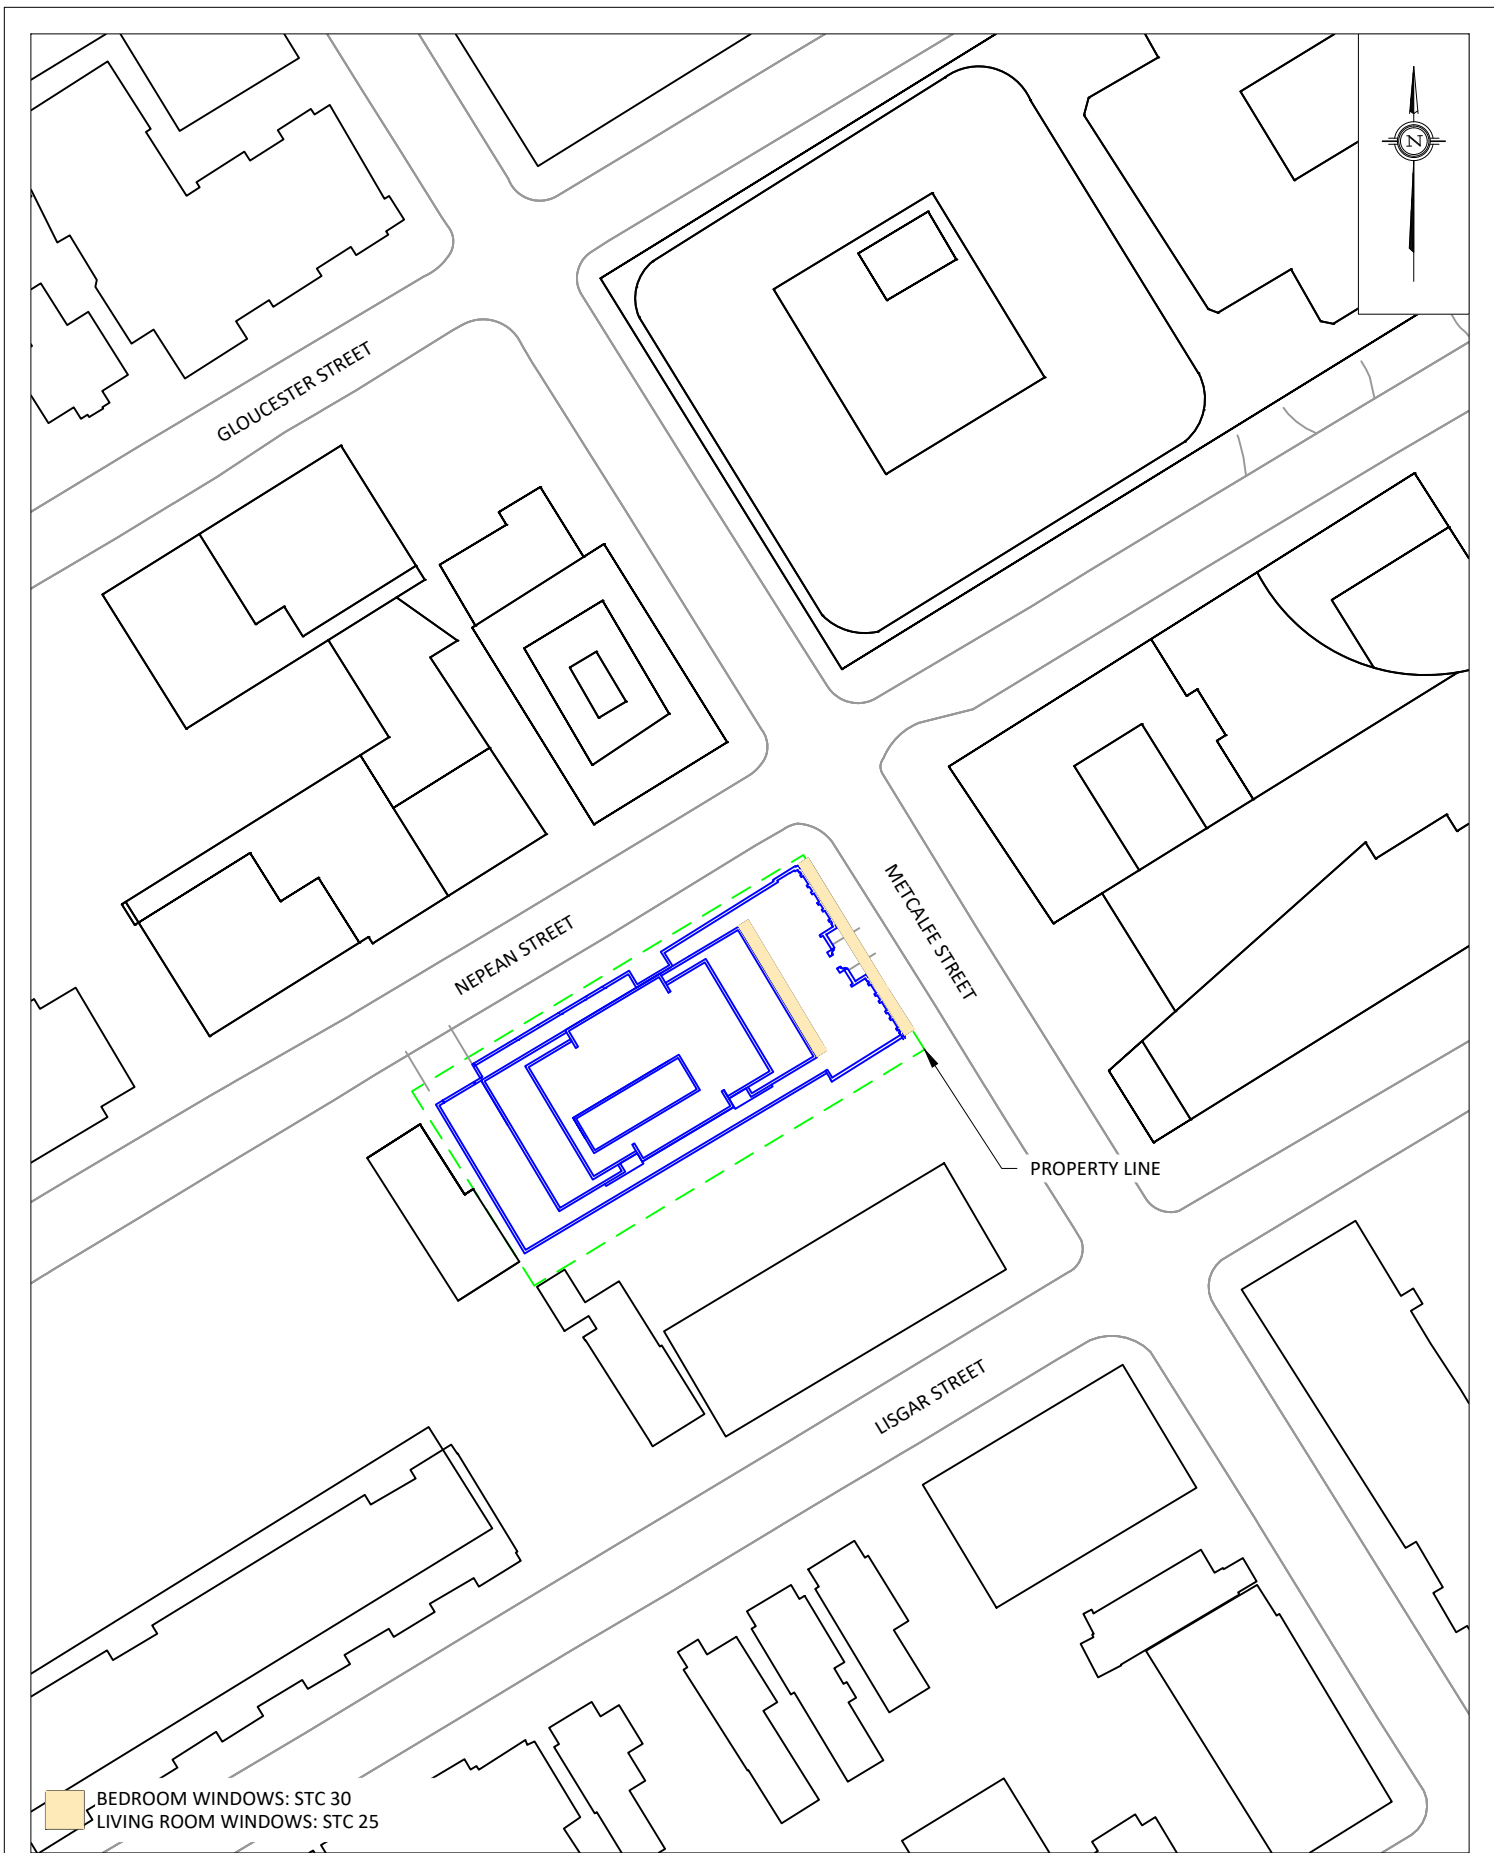 N
GLOUCESTER STREET
METCALFE STREET
NEPEAN STREET
PROPERTY LINE
LISGAR STREET
BEDROOM WINDOWS: STC 30
LIVING ROOM WINDOWS: STC 25